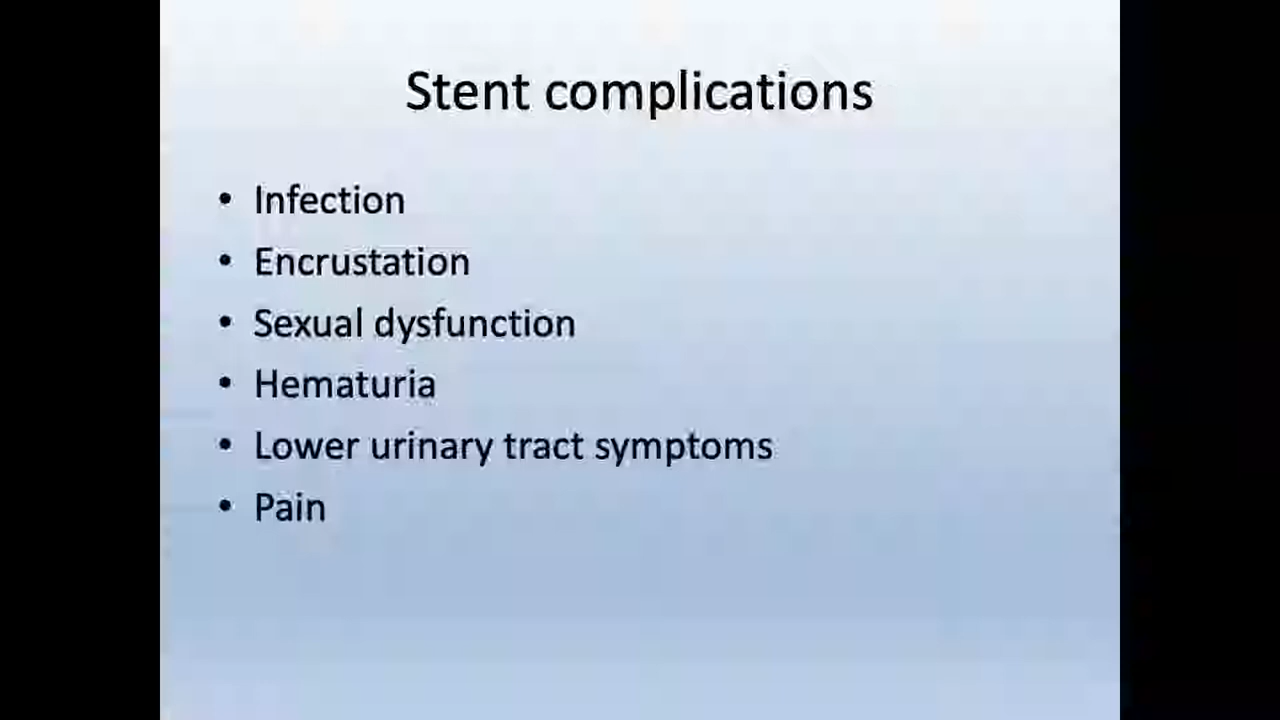 Stent complications
• Infection
• Encrustation
• Sexual dysfunction
• Hematuria
• Lower urinary tract symptoms
• Pain